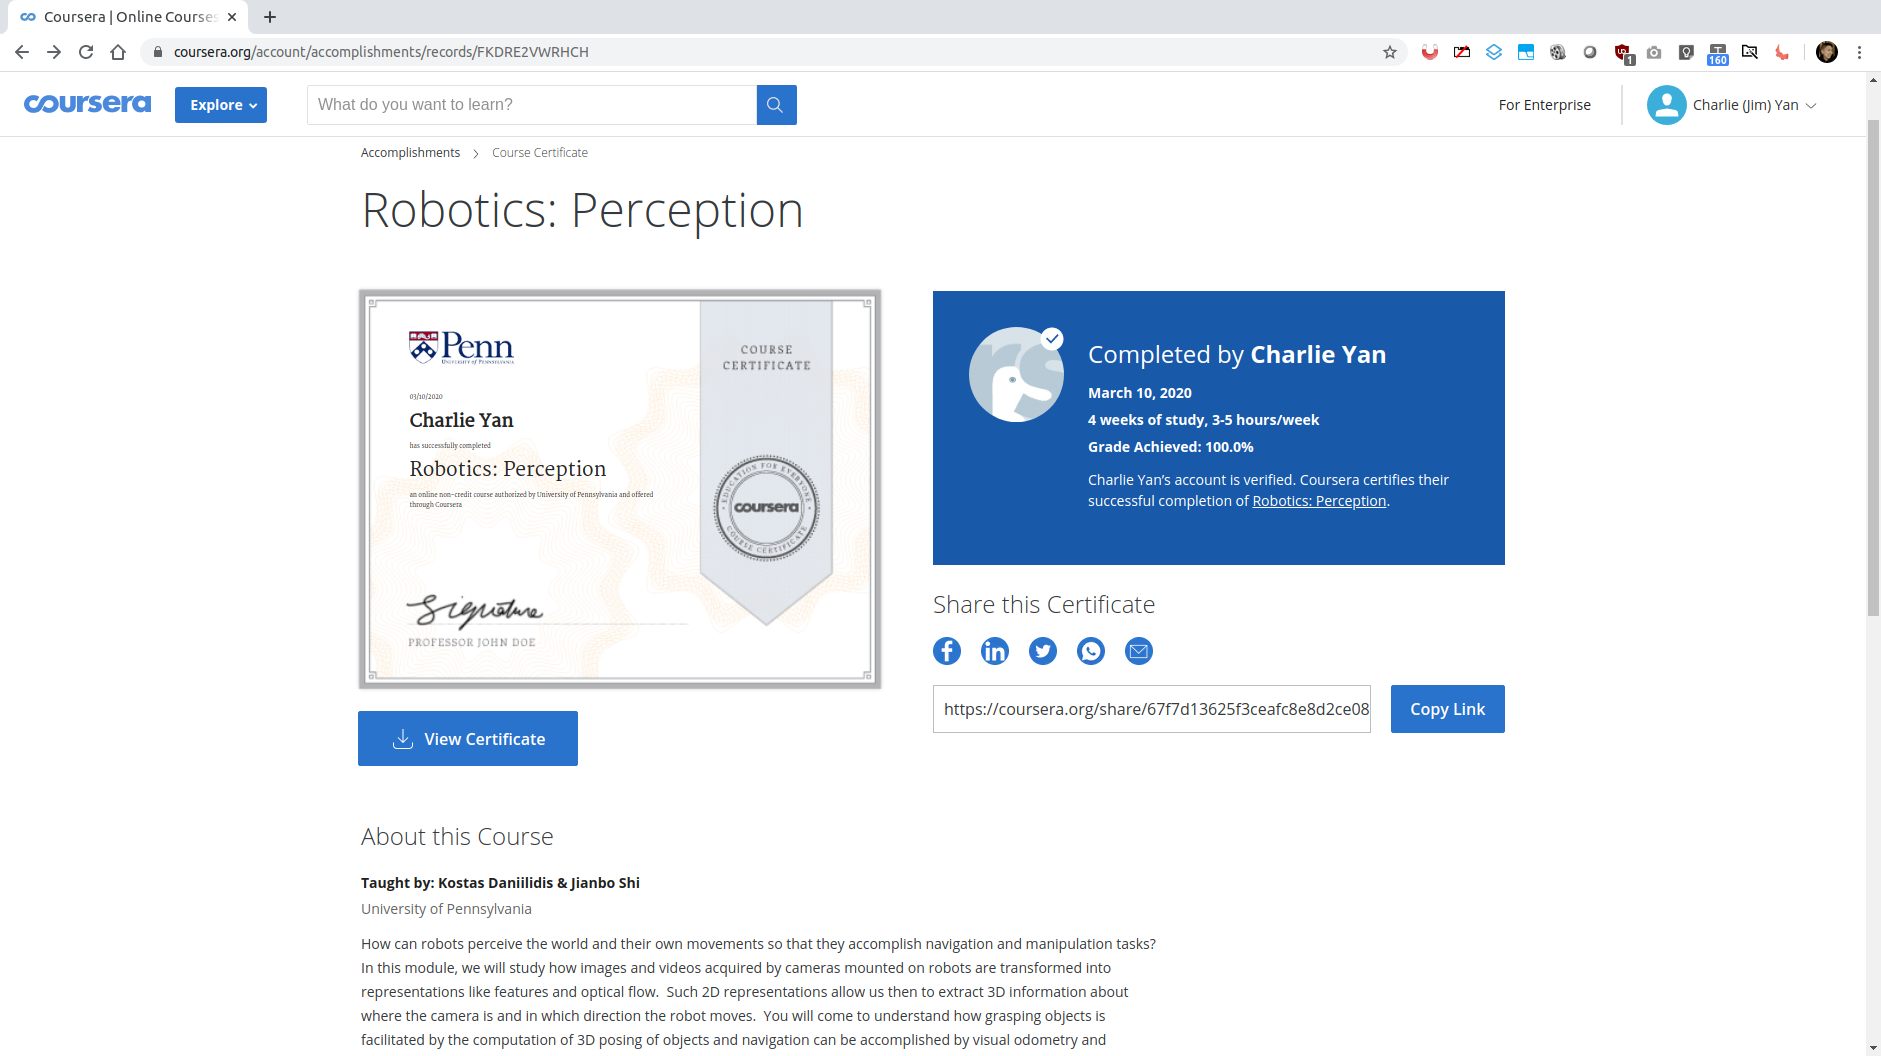 Coursera | Online Courses
coursera.org/account/accomplishments/records/FKDRE2VWRHCH
1
160
coursera
Explore
What do you want to learn?
For Enterprise
Charlie (Jim) Yan
Accomplishments > Course Certificate
Robotics: Perception
Penn
UNIVERSITY of PENNSYLVANIA
03/10/2020
Charlie Yan
has successfully completed
Robotics: Perception
an online non-credit course authorized by University of Pennsylvania and offered
through Coursera
Signature
PROFESSOR JOHN DOE
COURSE
CERTIFICATE
EDUCATION FOR EVERYONE
coursera
COURSE CERTIFICATE
View Certificate
Completed by Charlie Yan
March 10, 2020
4 weeks of study, 3-5 hours/week
Grade Achieved: 100.0%
Charlie Yan's account is verified. Coursera certifies their
successful completion of Robotics: Perception.
Share this Certificate
https://coursera.org/share/67f7d13625f3ceafc8e8d2ce08
Copy Link
About this Course
Taught by: Kostas Daniilidis & Jianbo Shi
University of Pennsylvania
How can robots perceive the world and their own movements so that they accomplish navigation and manipulation tasks?
In this module, we will study how images and videos acquired by cameras mounted on robots are transformed into
representations like features and optical flow.  Such 2D representations allow us then to extract 3D information about
where the camera is and in which direction the robot moves.  You will come to understand how grasping objects is
facilitated by the computation of 3D posing of objects and navigation can be accomplished by visual odometry and